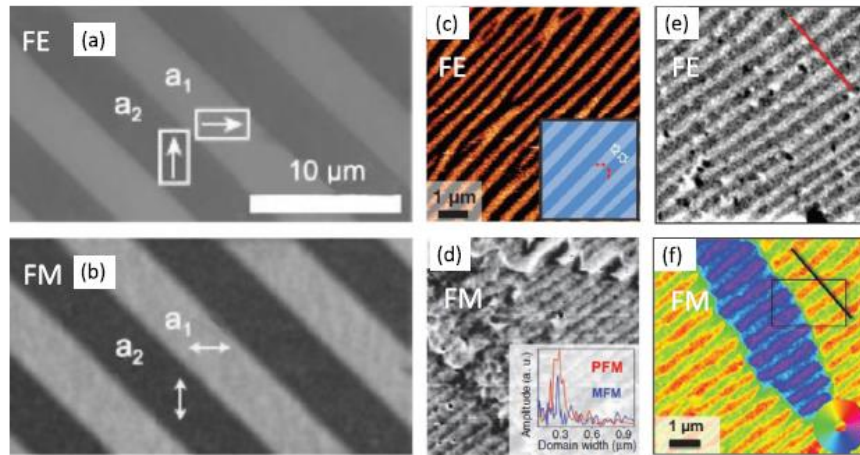 FE
(a)
a1
a2
10 µm
(c)
FE
1 µm
(e)
FE
FM
(b)
a1
a2
(d)
FM
PFM
MFM
Amplitude (a. u.)
0.3 0.6 0.9
Domain width (µm)
(f)
FM
1 µm